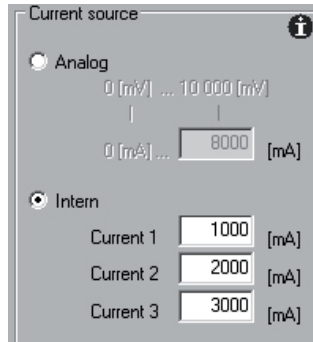 Current source
Analog
0 [mV] ... 10 000 [mV]
0 [mA] ... 8000 [mA]
Intern
Current 1 1000 [mA]
Current 2 2000 [mA]
Current 3 3000 [mA]